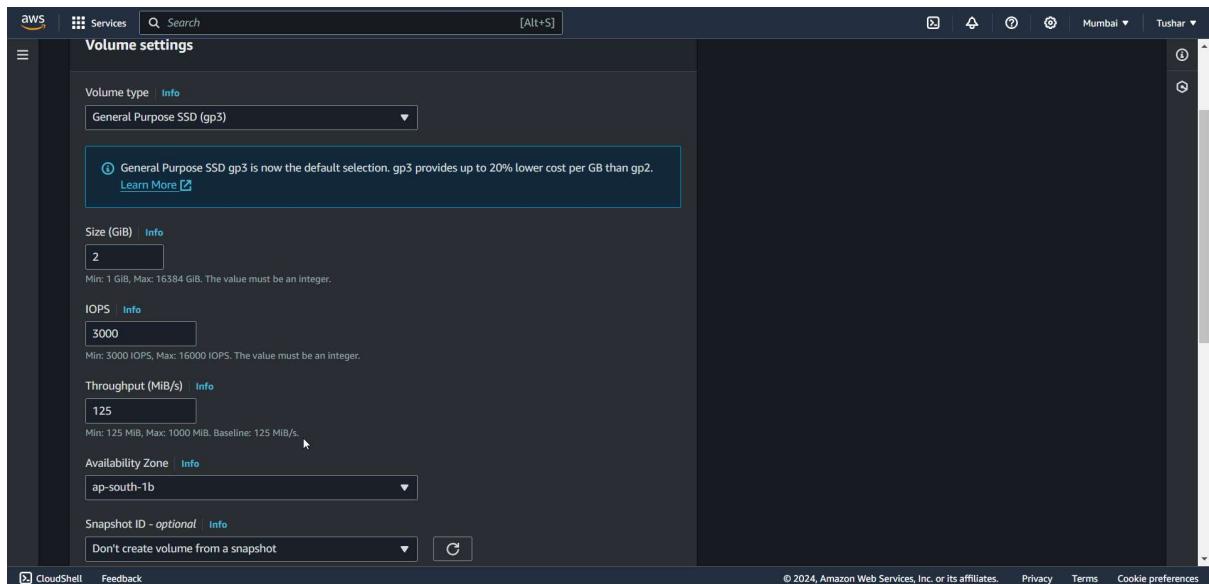 aws
Services
Search
[Alt+S]
Mumbai
Tushar
Volume settings
Volume type
Info
General Purpose SSD (gp3)
General Purpose SSD gp3 is now the default selection. gp3 provides up to 20% lower cost per GB than gp2.
Learn More
Size (GiB)
Info
2
Min: 1 GiB, Max: 16384 GiB. The value must be an integer.
IOPS
Info
3000
Min: 3000 IOPS, Max: 16000 IOPS. The value must be an integer.
Throughput (MiB/s)
Info
125
Min: 125 MiB, Max: 1000 MiB. Baseline: 125 MiB/s.
Availability Zone
Info
ap-south-1b
Snapshot ID - optional
Info
Don't create volume from a snapshot
CloudShell
Feedback
© 2024, Amazon Web Services, Inc. or its affiliates.
Privacy
Terms
Cookie preferences